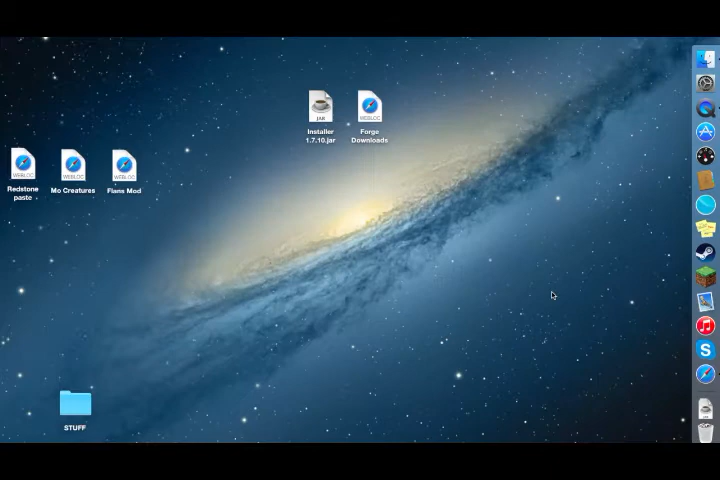 JAR
WEBLOC
Installer
1.7.10.jar
Forge
Downloads
WEBLOC
WEBLOC
WEBLOC
Redstone
paste
Mo Creatures
Flans Mod
STUFF
S
JAR